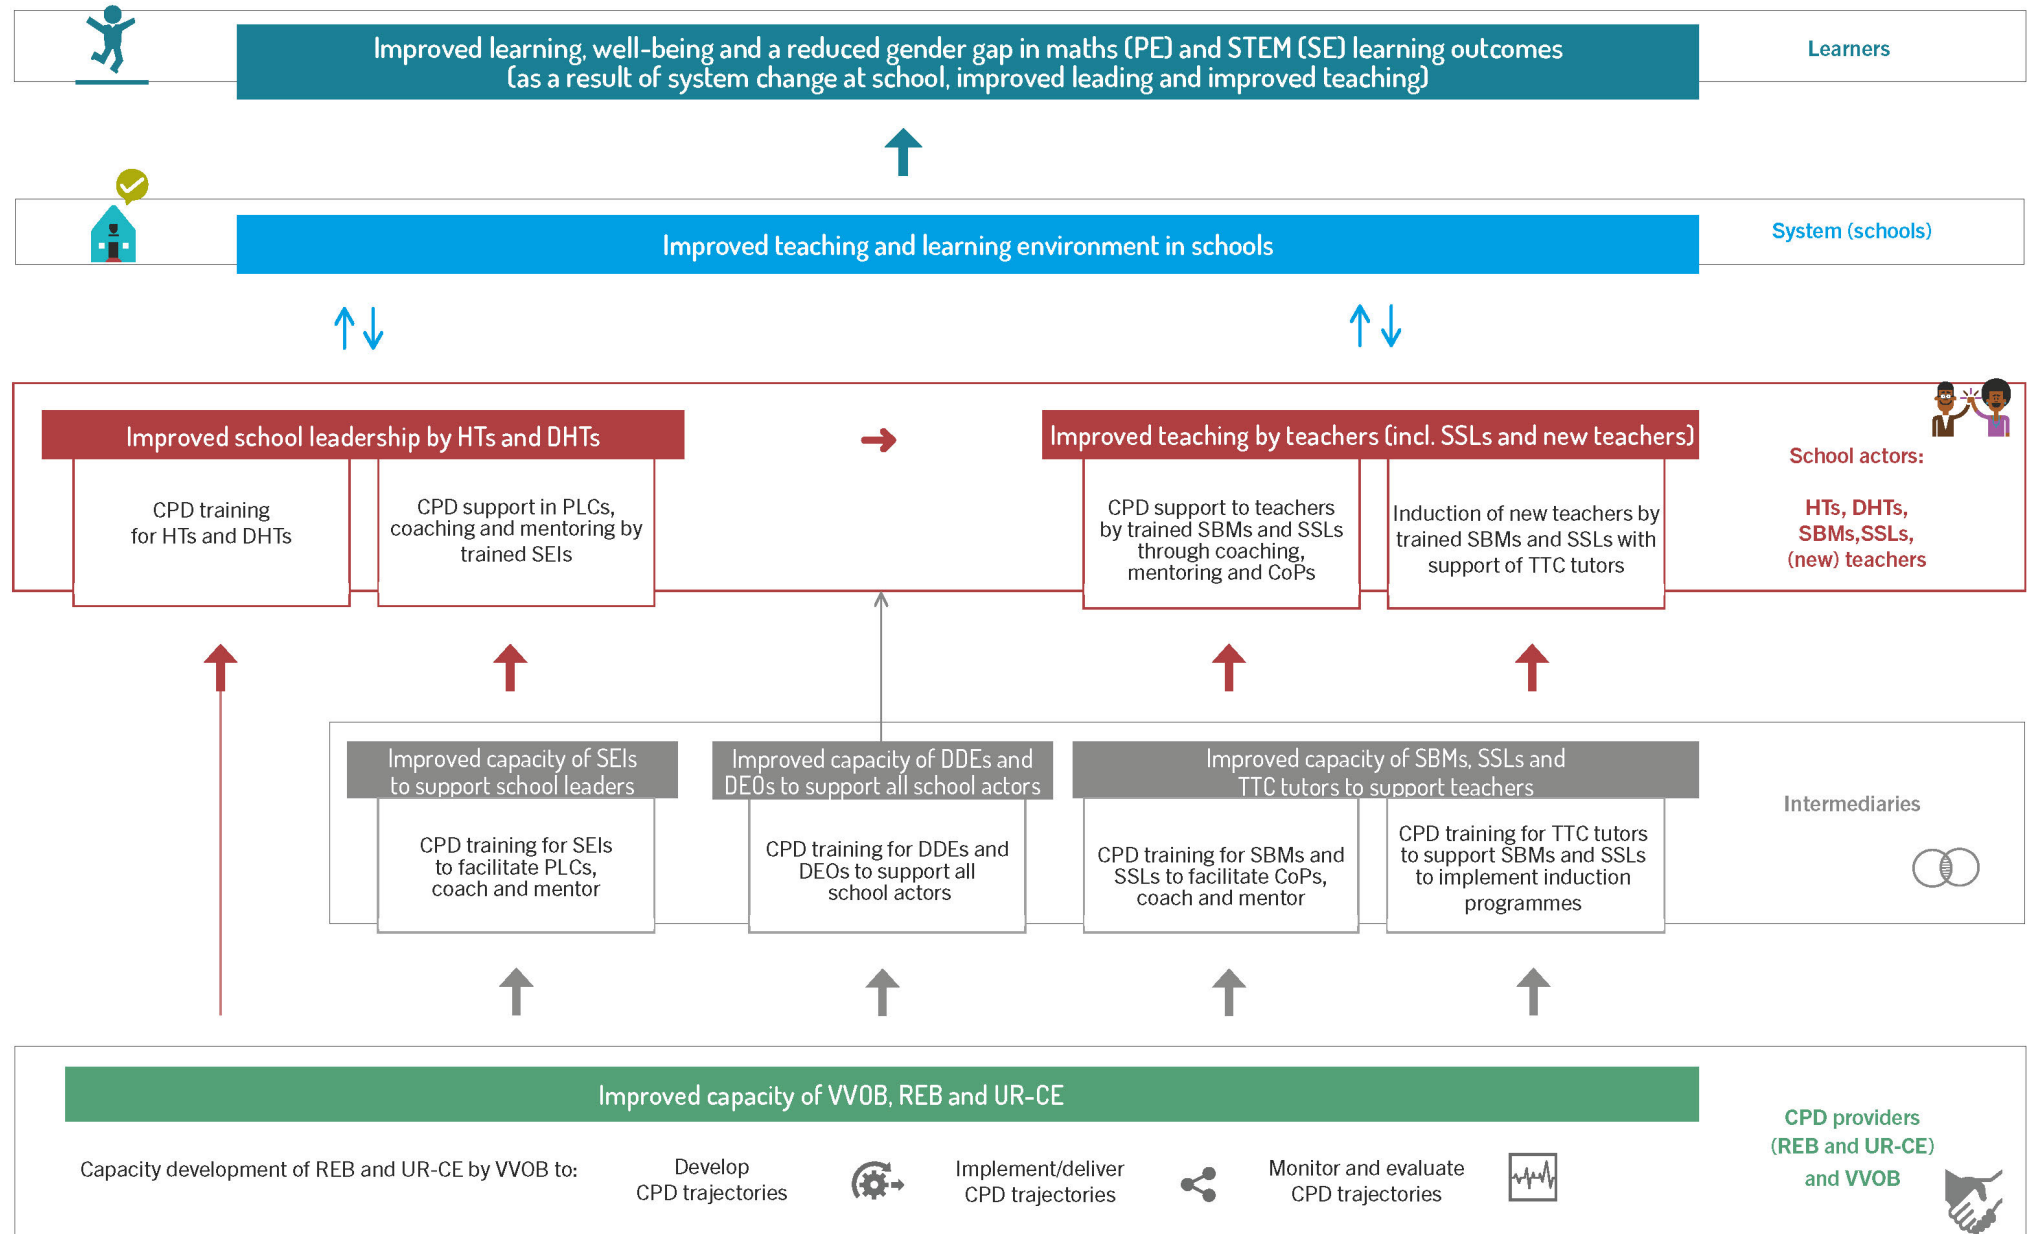 Improved learning, well-being and a reduced gender gap in maths (PE) and STEM (SE) learning outcomes
(as a result of system change at school, improved leading and improved teaching)
Learners
Improved teaching and learning environment in schools
System (schools)
Improved school leadership by HTs and DHTs
CPD training
for HTs and DHTs
CPD support in PLCs,
coaching and mentoring by
trained SEIs
Improved teaching by teachers (incl. SSLs and new teachers)
CPD support to teachers
by trained SBMs and SSLs
through coaching,
mentoring and CoPs
Induction of new teachers by
trained SBMs and SSLs with
support of TTC tutors
School actors:
HTs, DHTs,
SBMs,SSLs,
(new) teachers
Improved capacity of SEIs
to support school leaders
CPD training for SEIs
to facilitate PLCs,
coach and mentor
Improved capacity of DDEs and
DEOs to support all school actors
CPD training for DDEs and
DEOs to support all
school actors
Improved capacity of SBMs, SSLs and
TTC tutors to support teachers
CPD training for SBMs and
SSLs to facilitate CoPs,
coach and mentor
CPD training for TTC tutors
to support SBMs and SSLs
to implement induction
programmes
Intermediaries
Improved capacity of VVOB, REB and UR-CE
Capacity development of REB and UR-CE by VVOB to:
Develop
CPD trajectories
Implement/deliver
CPD trajectories
Monitor and evaluate
CPD trajectories
CPD providers
(REB and UR-CE)
and VVOB